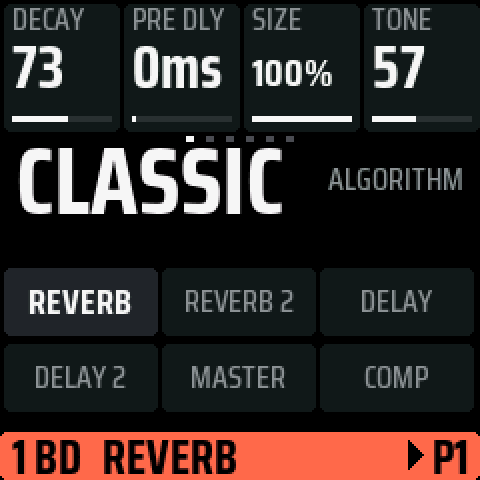 DECAY PRE DLY SIZE TONE
73 0ms 100% 57
CLASSIC ALGORITHM
REVERB REVERB 2 DELAY
DELAY 2 MASTER COMP
1 BD REVERB P1